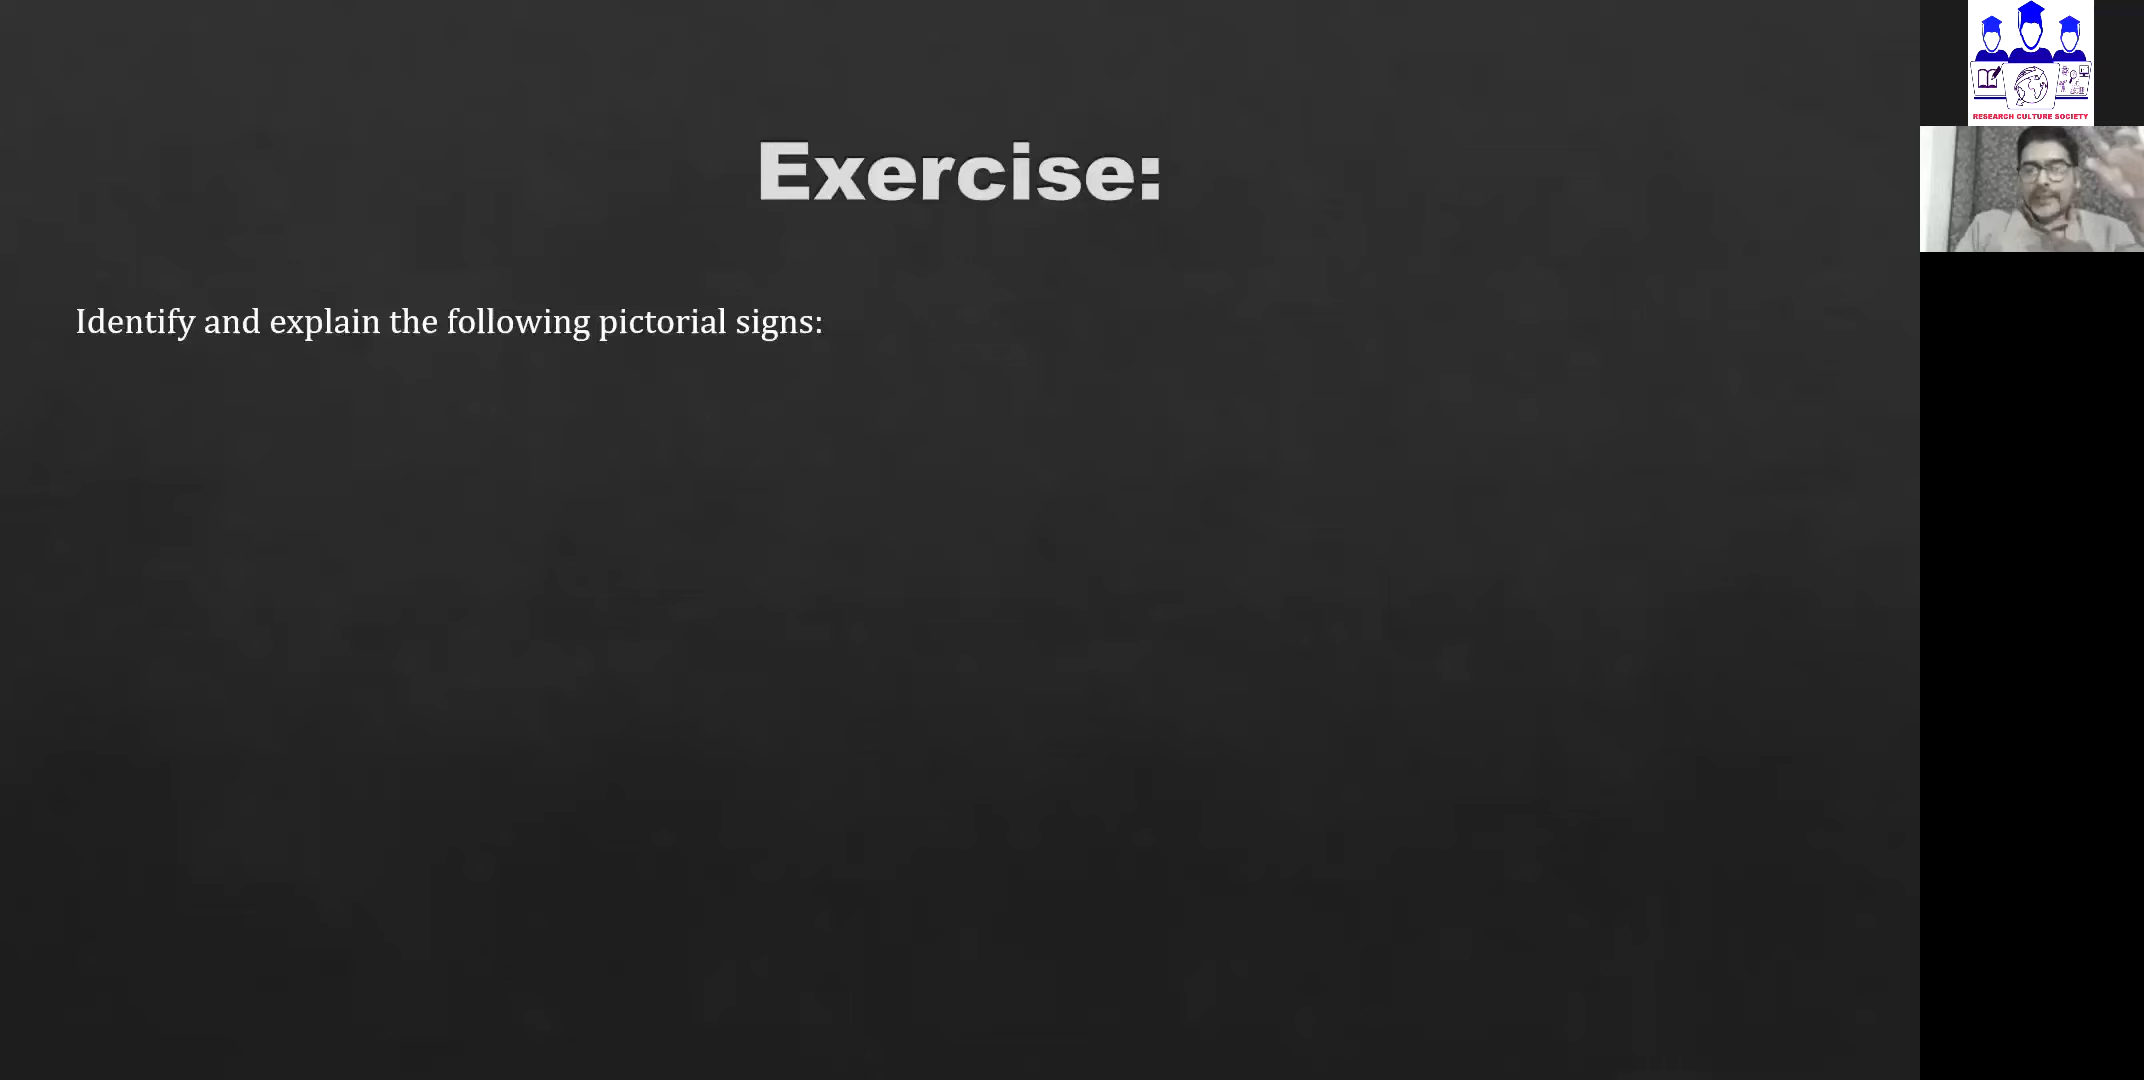 Exercise:
Identify and explain the following pictorial signs:
RESEARCH CULTURE SOCIETY